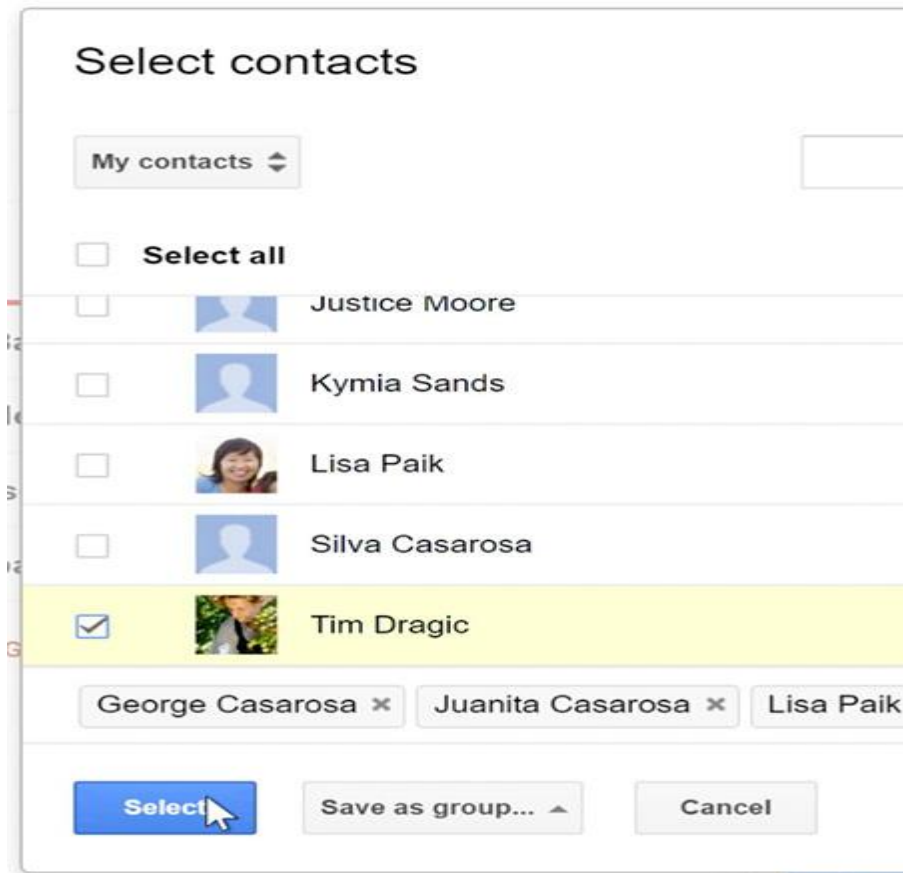 Select contacts
My contacts
Select all
Justice Moore
Kymia Sands
Lisa Paik
Silva Casarosa
Tim Dragic
George Casarosa × Juanita Casarosa × Lisa Paik
Select Save as group... Cancel